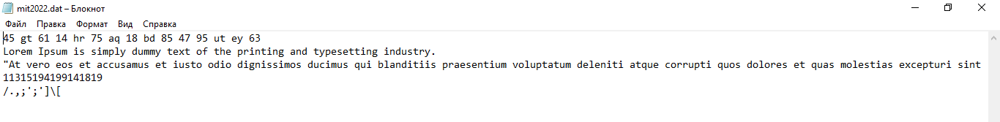 mit2022.dat – Блокнот
Файл Правка Формат Вид Справка
45 gt 61 14 hr 75 aq 18 bd 85 47 95 ut ey 63
Lorem Ipsum is simply dummy text of the printing and typesetting industry.
"At vero eos et accusamus et iusto odio dignissimos ducimus qui blanditiis praesentium voluptatum deleniti atque corrupti quos dolores et quas molestias excepturi sint
11315194199141819
/.,;';']\[